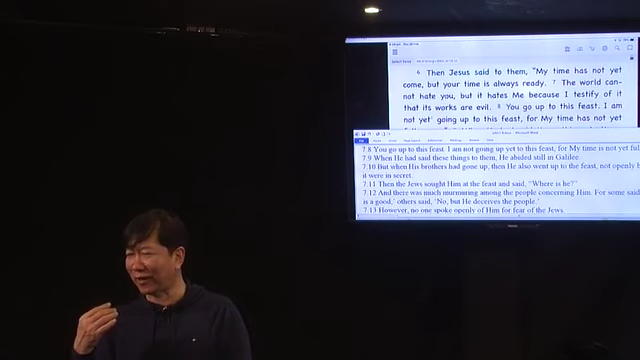 6 Then Jesus said to them, "My time has not yet
come, but your time is always ready. 7 The world can-
not hate you, but it hates Me because I testify of it
that its works are evil. 8 You go up to this feast. I am
not yet going up to this feast, for My time has not yet
7.8 You go up to this feast. I am not going up yet to this feast, for My time is not yet ful
7.9 When He had said these things to them, He abided still in Galilee.
7.10 But when His brothers had gone up, then He also went up to the feast, not openly b
it were in secret.
7.11 Then the Jews sought Him at the feast and said, "Where is he?"
7.12 And there was much murmuring among the people concerning Him. For some said
is a good,' others said, 'No, but He deceives the people.'
7.13 However, no one spoke openly of Him for fear of the Jews.